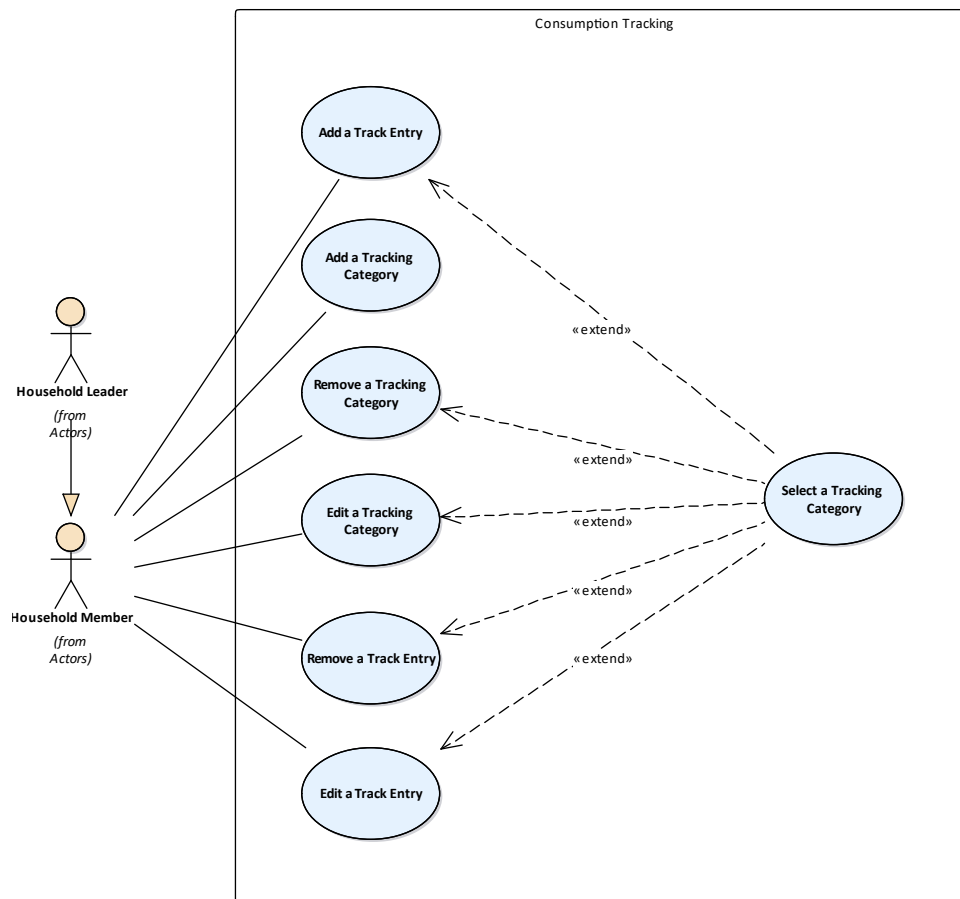 Consumption Tracking
Add a Track Entry
Add a Tracking
Category
«extend»
Household Leader
(from
Actors)
Remove a Tracking
Category
«extend»
Select a Tracking
Category
Edit a Tracking
Category
«extend»
Household Member
(from
Actors)
«extend»
Remove a Track Entry
«extend»
Edit a Track Entry